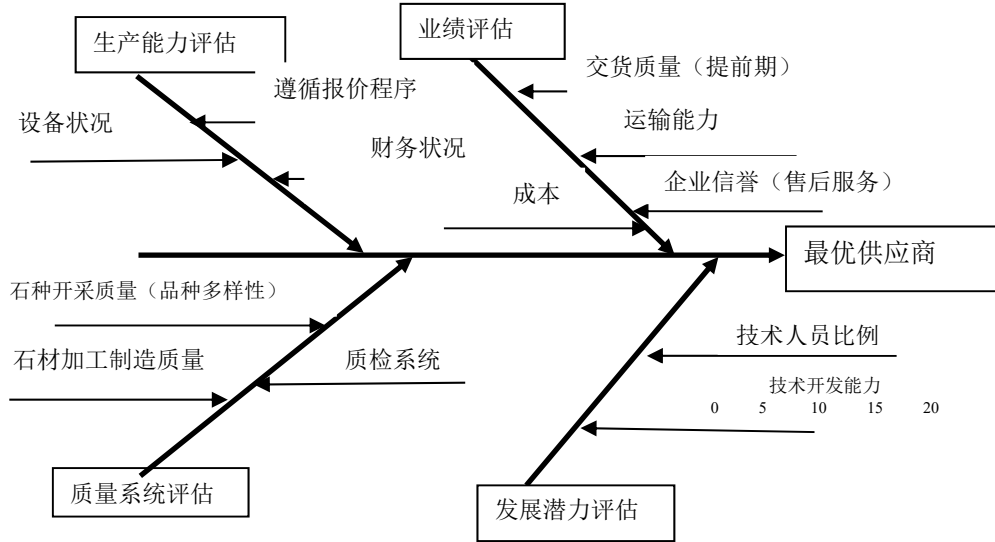 生产能力评估
业绩评估
交货质量（提前期）
遵循报价程序
设备状况
运输能力
财务状况
企业信誉（售后服务）
成本
最优供应商
石种开采质量（品种多样性）
技术人员比例
石材加工制造质量
质检系统
技术开发能力
0 5 10 15 20
质量系统评估
发展潜力评估